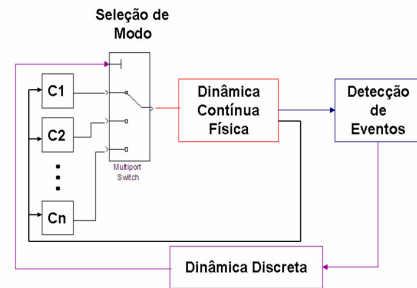 Seleção de
Modo
C1
C2
Cn
Multiport
Switch
Dinâmica
Contínua
Física
Detecção
de
Eventos
Dinâmica Discreta